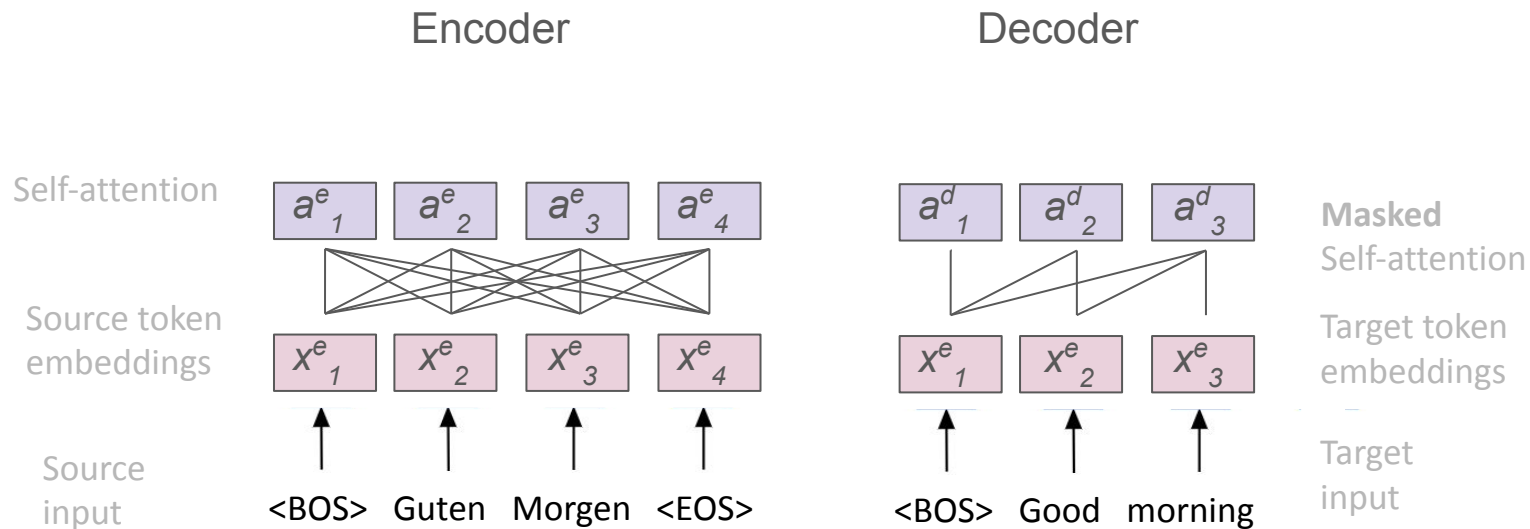 Encoder
Decoder
Self-attention
a^e_1 a^e_2 a^e_3 a^e_4
a^d_1 a^d_2 a^d_3
Masked
Self-attention
Source token
embeddings
x^e_1 x^e_2 x^e_3 x^e_4
x^e_1 x^e_2 x^e_3
Target token
embeddings
Source
input
<BOS> Guten Morgen <EOS>
<BOS> Good morning
Target
input